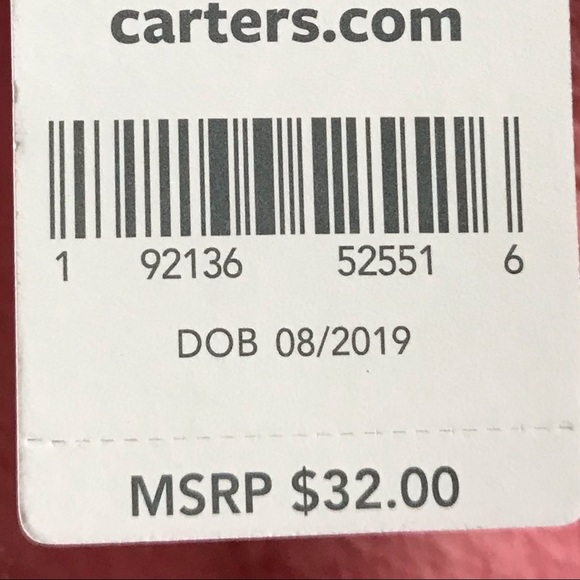 carters.com
1 92136 52551 6
DOB 08/2019
MSRP $32.00